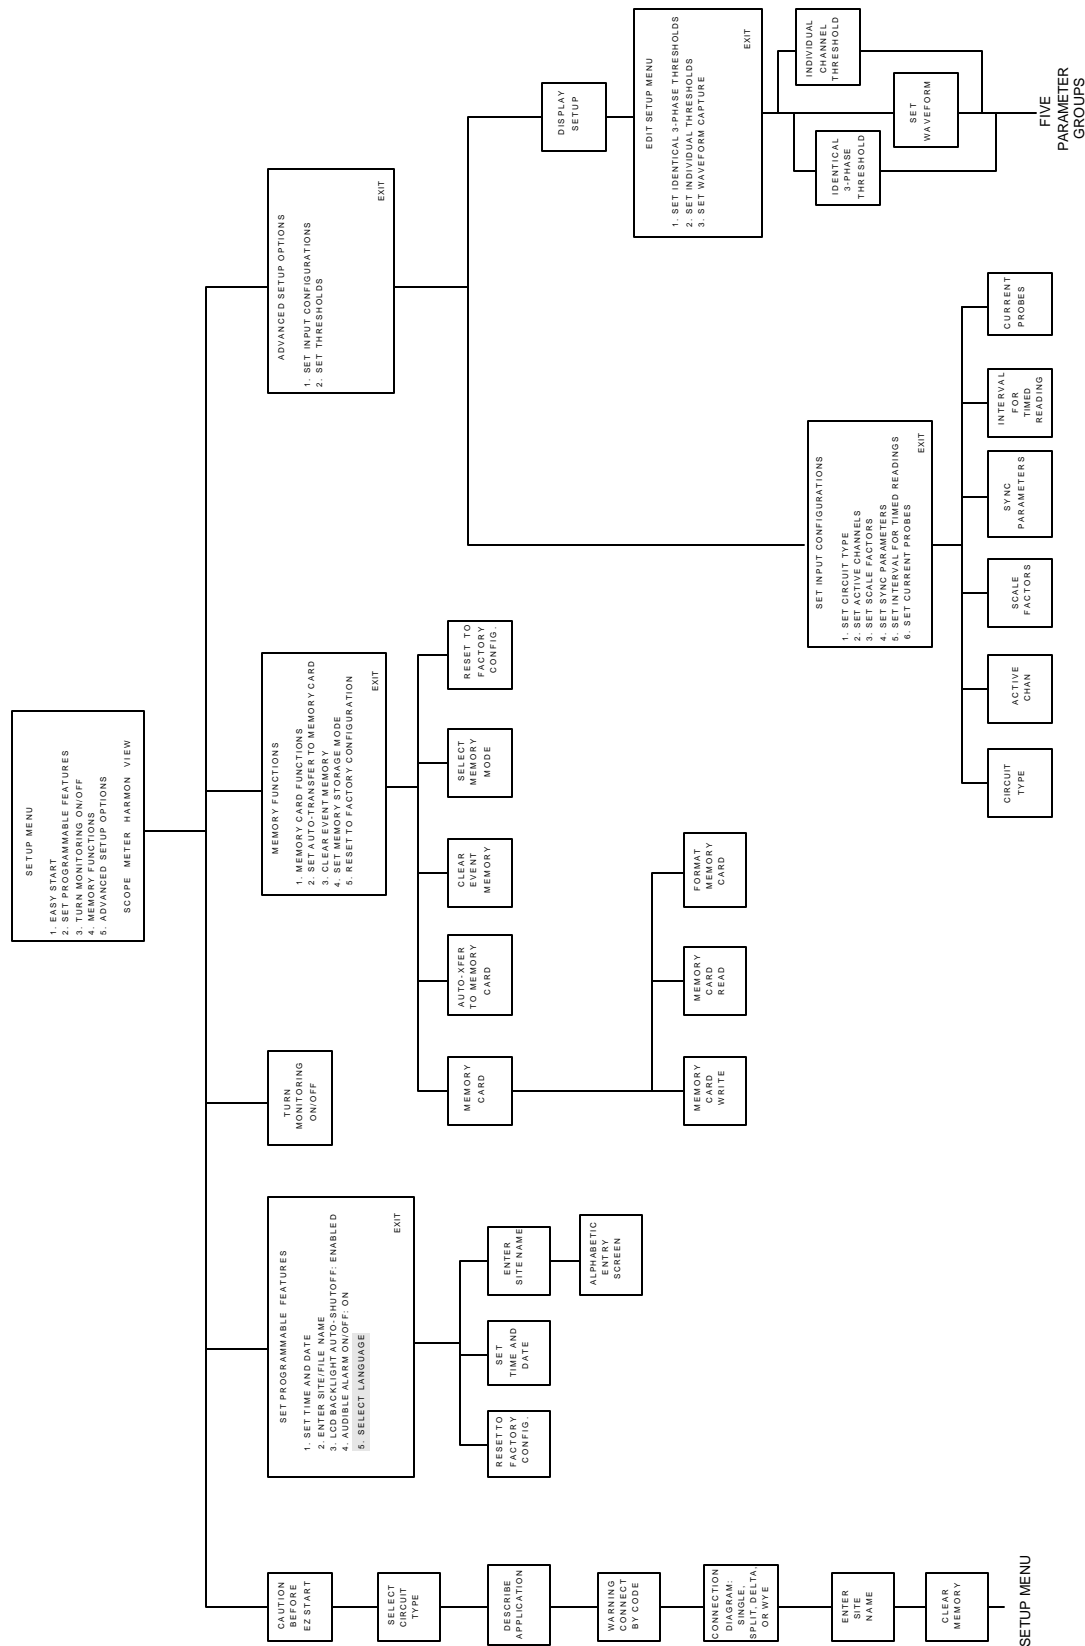 SETUP MENU
1. EASY START
2. SET PROGRAMMABLE FEATURES
3. TURN MONITORING ON/OFF
4. MEMORY FUNCTIONS
5. ADVANCED SETUP OPTIONS
SCOPE METER HARMON VIEW
CAUTION
BEFORE
EZ START
SELECT
CIRCUIT
TYPE
DESCRIBE
APPLICATION
WARNING
CONNECT
BY CODE
CONNECTION
DIAGRAM:
SINGLE,
SPLIT, DELTA,
OR WYE
ENTER
SITE
NAME
CLEAR
MEMORY
SETUP MENU
SET PROGRAMMABLE FEATURES
1. SET TIME AND DATE
2. ENTER SITE/FILE NAME
3. LCD BACKLIGHT AUTO-SHUTOFF: ENABLED
4. AUDIBLE ALARM ON/OFF: ON
5. SELECT LANGUAGE
EXIT
RESET TO
FACTORY
CONFIG.
SET
TIME AND
DATE
ENTER
SITE NAME
ALPHABETIC
ENTRY
SCREEN
TURN
MONITORING
ON/OFF
MEMORY FUNCTIONS
1. MEMORY CARD FUNCTIONS
2. SET AUTO-TRANSFER TO MEMORY CARD
3. CLEAR EVENT MEMORY
4. SET MEMORY STORAGE MODE
5. RESET TO FACTORY CONFIGURATION
EXIT
MEMORY
CARD
AUTO-XFER
TO MEMORY
CARD
CLEAR
EVENT
MEMORY
SELECT
MEMORY
MODE
RESET TO
FACTORY
CONFIG.
MEMORY
CARD
WRITE
MEMORY
CARD
READ
FORMAT
MEMORY
CARD
ADVANCED SETUP OPTIONS
1. SET INPUT CONFIGURATIONS
2. SET THRESHOLDS
EXIT
SET INPUT CONFIGURATIONS
1. SET CIRCUIT TYPE
2. SET ACTIVE CHANNELS
3. SET SCALE FACTORS
4. SET SYNC PARAMETERS
5. SET INTERVAL FOR TIMED READINGS
6. SET CURRENT PROBES
EXIT
CIRCUIT
TYPE
ACTIVE
CHAN
SCALE
FACTORS
SYNC
PARAMETERS
INTERVAL
FOR
TIMED
READING
CURRENT
PROBES
DISPLAY
SETUP
EDIT SETUP MENU
1. SET IDENTICAL 3-PHASE THRESHOLDS
2. SET INDIVIDUAL THRESHOLDS
3. SET WAVEFORM CAPTURE
EXIT
IDENTICAL
3-PHASE
THRESHOLD
SET
WAVEFORM
INDIVIDUAL
CHANNEL
THRESHOLD
FIVE
PARAMETER
GROUPS